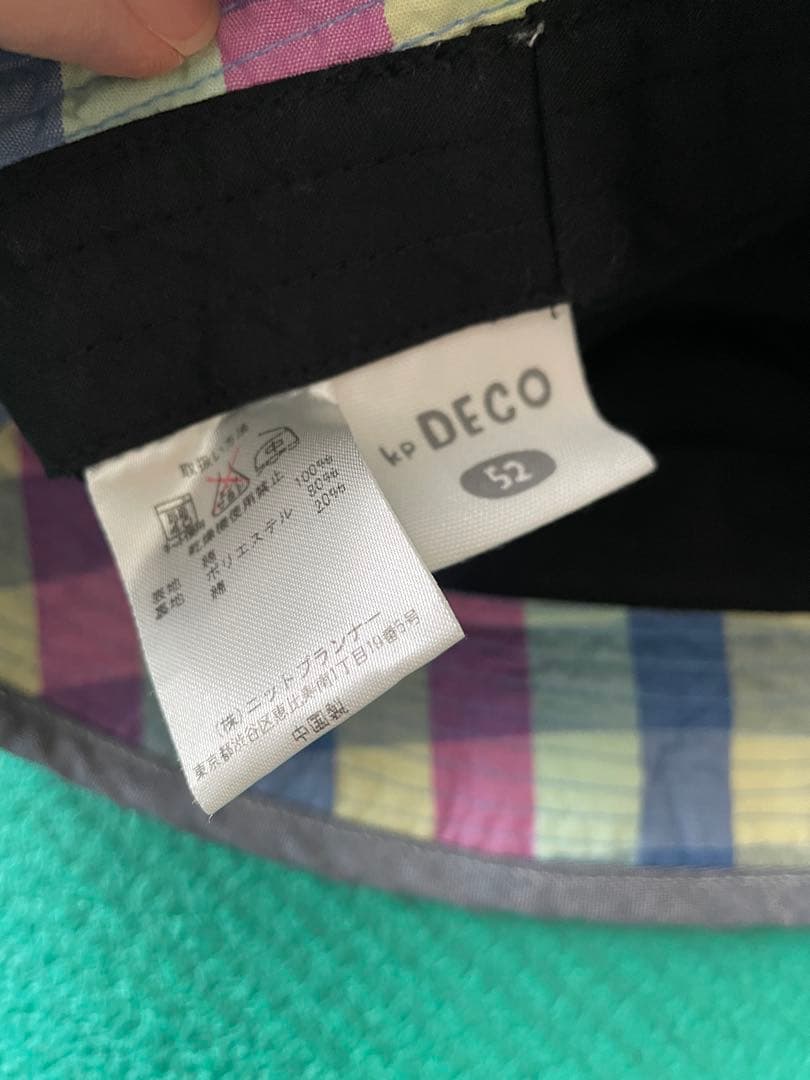 kp DECO
52
取扱い方法
乾燥機使用禁止
表地 綿 100%
裏地 ポリエステル 80%
綿 20%
(株)ニットプランナー
東京都渋谷区恵比寿南1丁目19番5号
中国製